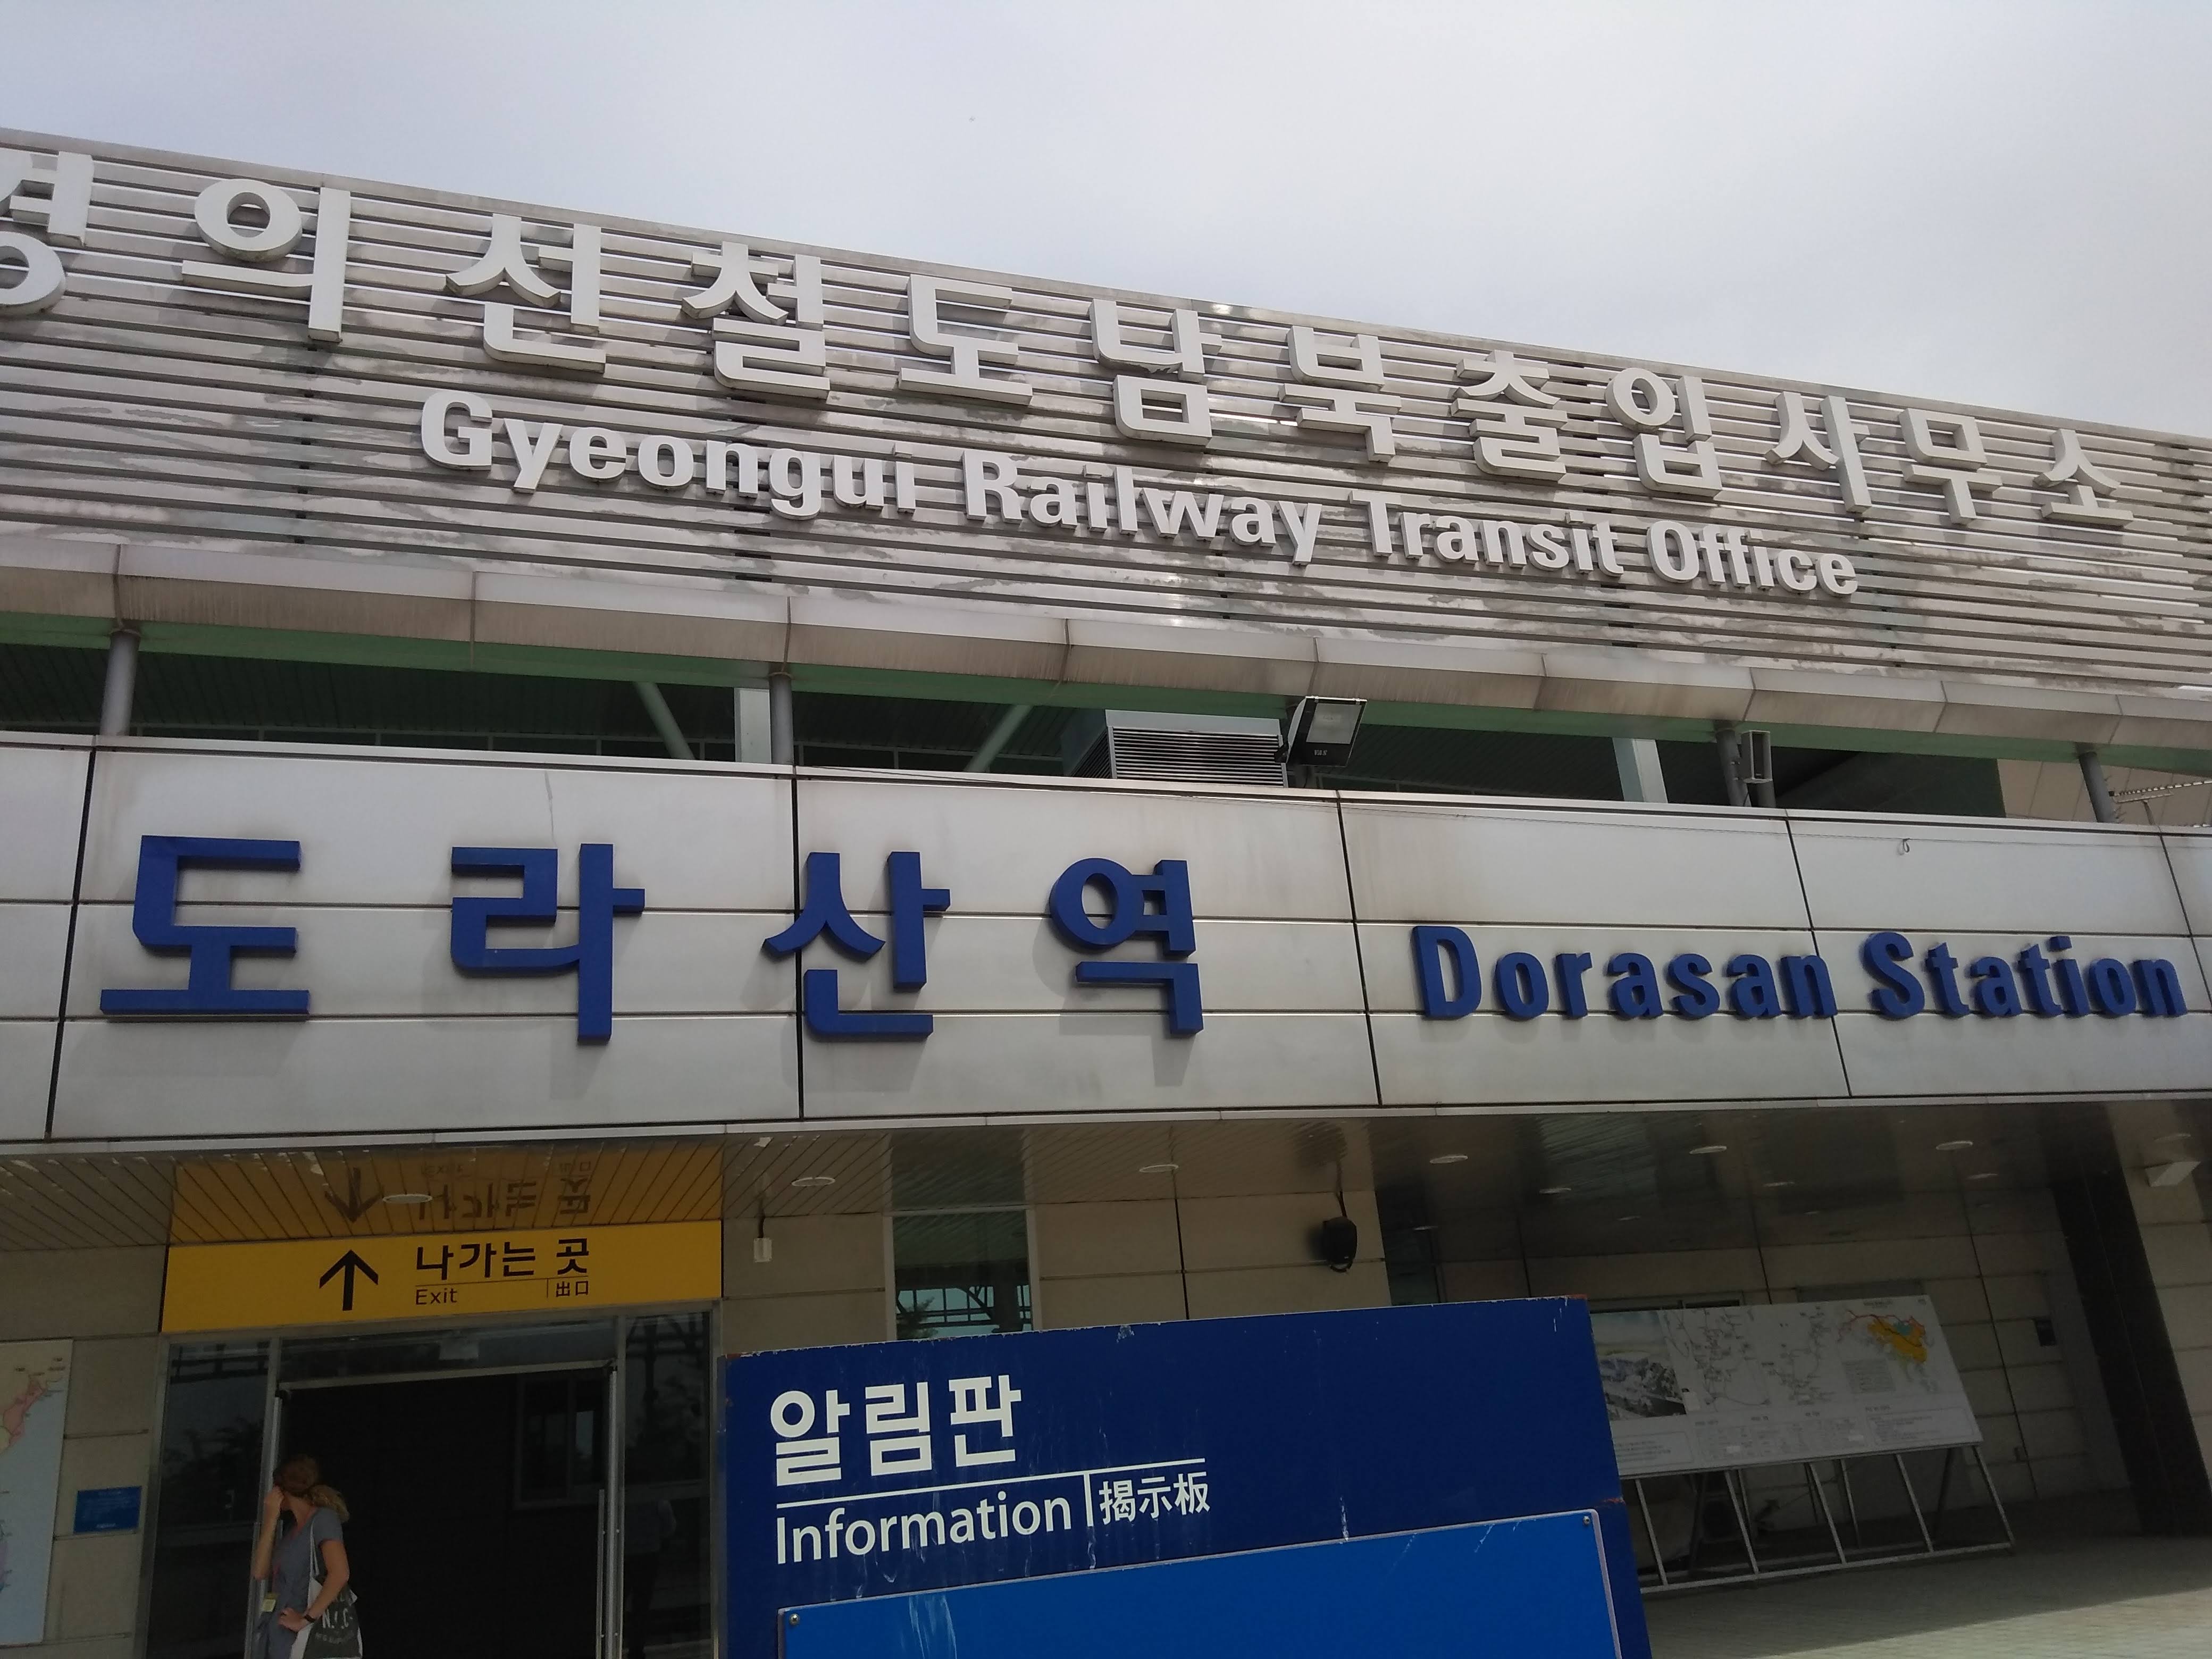 경의선철도남북출입사무소
Gyeongui Railway Transit Office
도라산역 Dorasan Station
나가는 곳
Exit 出口
알림판
Information 揭示板